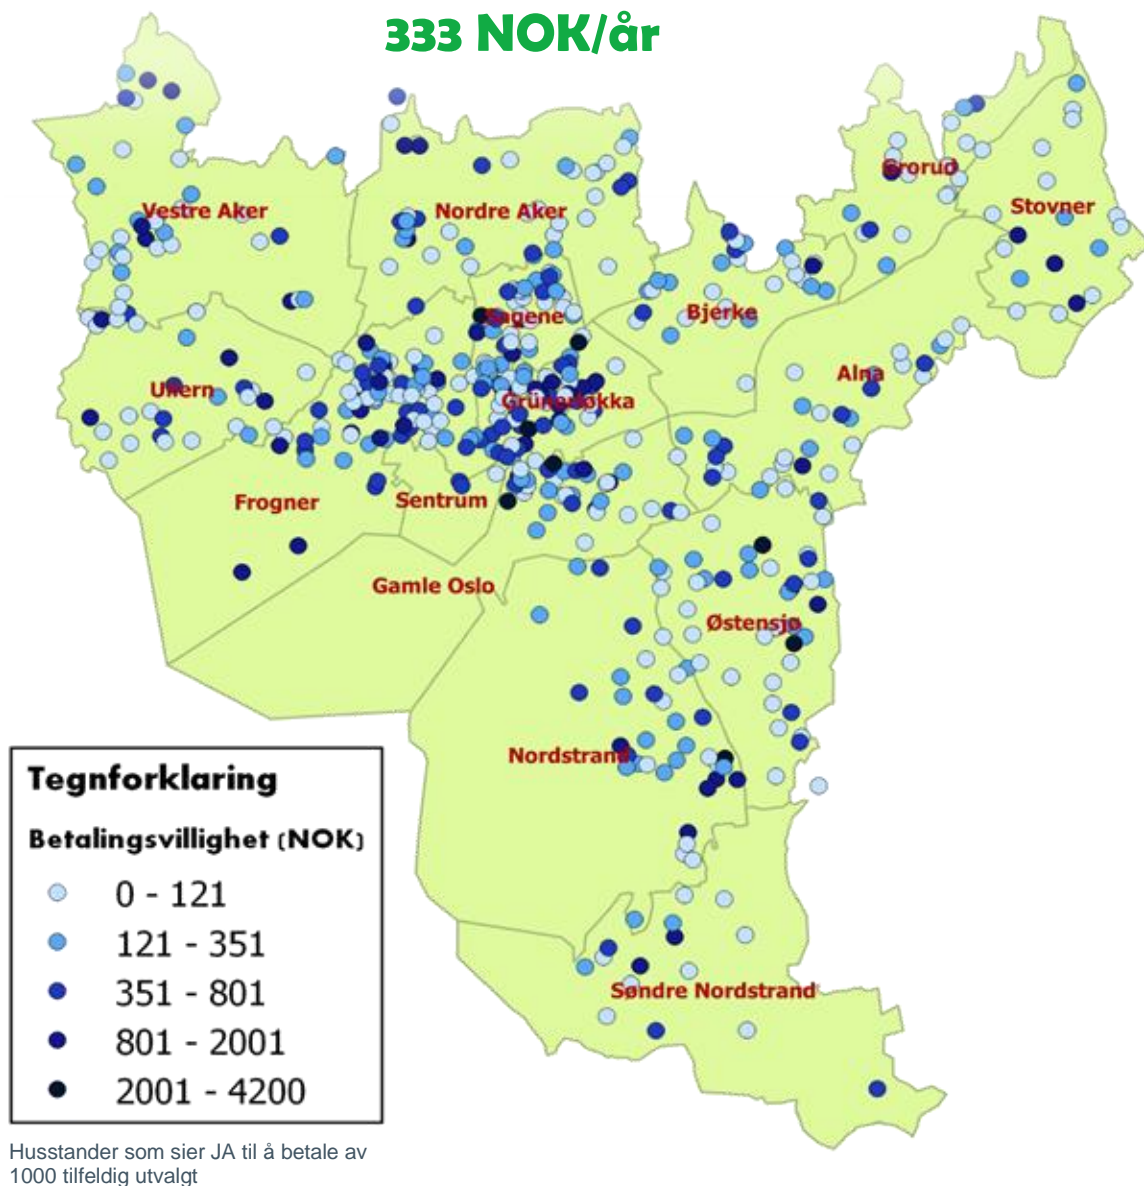 333 NOK/år
Grorud
Vestre Aker
Nordre Aker
Stovner
Bjerke
Sagene
Alna
Ullern
Grünerløkka
Frogner
Sentrum
Gamle Oslo
Østensjø
Nordstrand
Søndre Nordstrand
Tegnforklaring
Betalingsvillighet (NOK)
0 - 121
121 - 351
351 - 801
801 - 2001
2001 - 4200
Husstander som sier JA til å betale av
1000 tilfeldig utvalgt